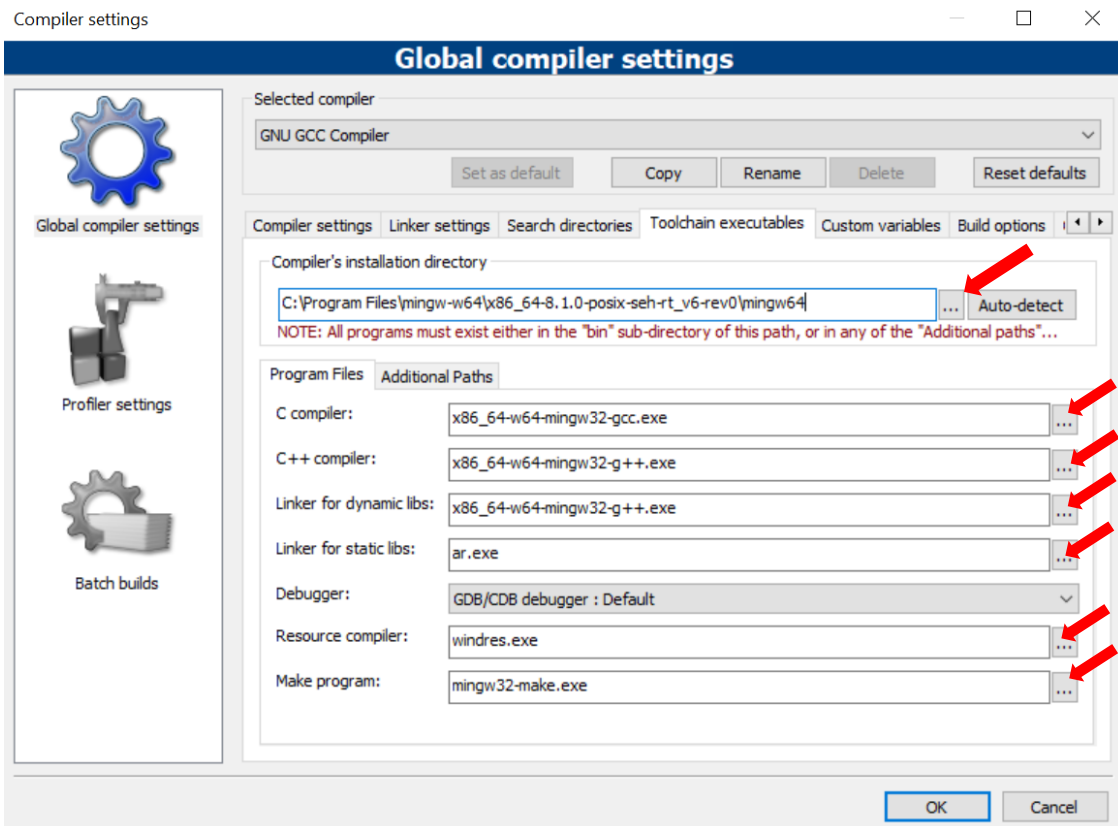 Compiler settings
Global compiler settings
Global compiler settings
Profiler settings
Batch builds
Selected compiler
GNU GCC Compiler
Set as default Copy Rename Delete Reset defaults
Compiler settings Linker settings Search directories Toolchain executables Custom variables Build options
Compiler's installation directory
C:\Program Files\mingw-w64\x86_64-8.1.0-posix-seh-rt_v6-rev0\mingw64
... Auto-detect
NOTE: All programs must exist either in the "bin" sub-directory of this path, or in any of the "Additional paths"...
Program Files Additional Paths
C compiler: x86_64-w64-mingw32-gcc.exe ...
C++ compiler: x86_64-w64-mingw32-g++.exe ...
Linker for dynamic libs: x86_64-w64-mingw32-g++.exe ...
Linker for static libs: ar.exe ...
Debugger: GDB/CDB debugger : Default
Resource compiler: windres.exe ...
Make program: mingw32-make.exe ...
OK Cancel